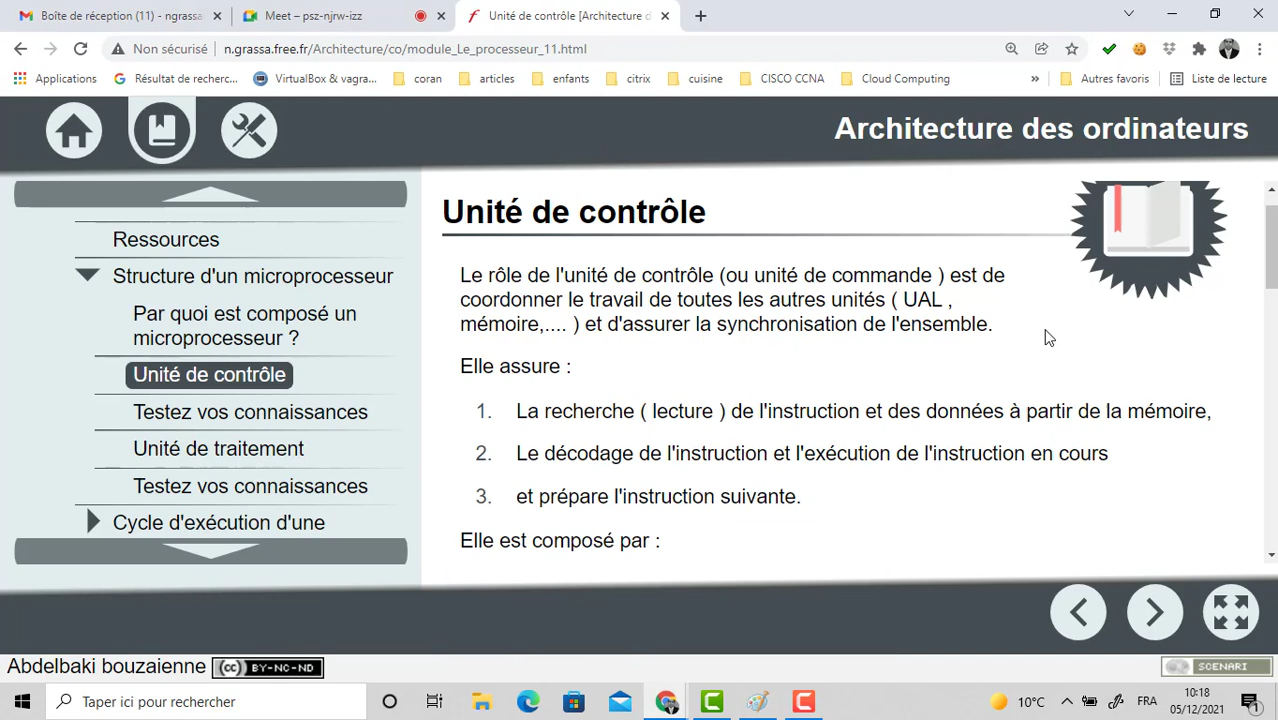 Boîte de réception (11) - ngrassa
Meet – psz-njrw-izz
Unité de contrôle [Architecture d
Non sécurisé
n.grassa.free.fr/Architecture/co/module_Le_processeur_11.html
Applications
Résultat de recherc...
VirtualBox & vagra...
coran
articles
enfants
citrix
cuisine
CISCO CCNA
Cloud Computing
»
Autres favoris
Liste de lecture
Architecture des ordinateurs
Ressources
Structure d'un microprocesseur
Par quoi est composé un
microprocesseur ?
Unité de contrôle
Testez vos connaissances
Unité de traitement
Testez vos connaissances
Cycle d'exécution d'une
Unité de contrôle
Le rôle de l'unité de contrôle (ou unité de commande ) est de
coordonner le travail de toutes les autres unités ( UAL ,
mémoire,.... ) et d'assurer la synchronisation de l'ensemble.
Elle assure :
1. La recherche ( lecture ) de l'instruction et des données à partir de la mémoire,
2. Le décodage de l'instruction et l'exécution de l'instruction en cours
3. et prépare l'instruction suivante.
Elle est composé par :
Abdelbaki bouzaienne
(cc) BY-NC-ND
SCENARI
Taper ici pour rechercher
10°C
FRA
10:18
05/12/2021
1